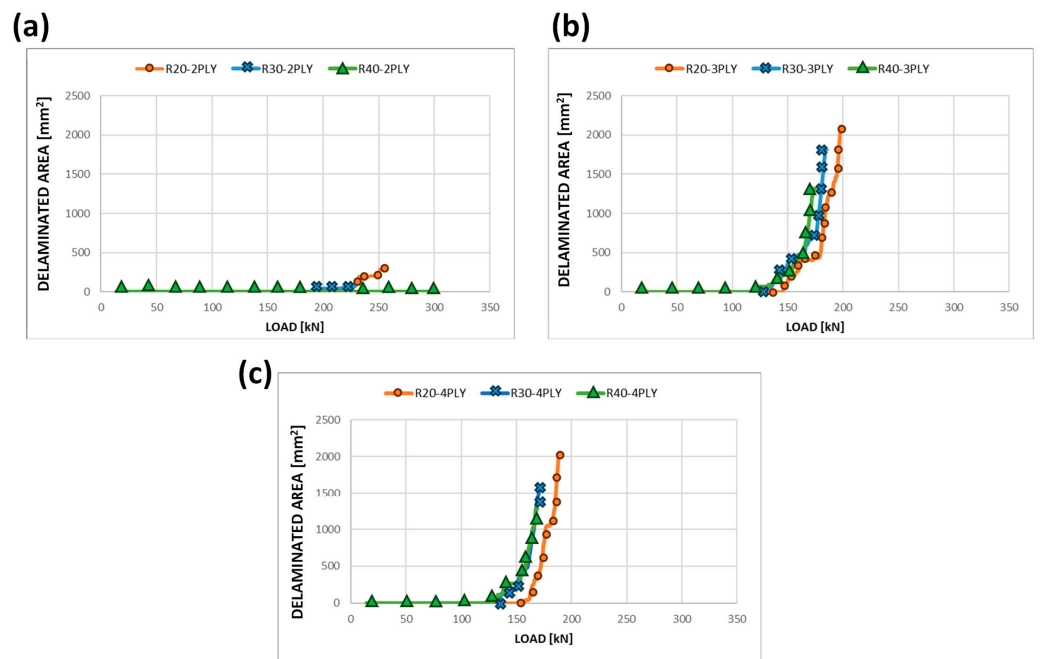 (a)
R20-2PLY R30-2PLY R40-2PLY
DELAMINATED AREA [mm²]
2500
2000
1500
1000
500
0
0 50 100 150 200 250 300 350
LOAD [kN]
(b)
R20-3PLY R30-3PLY R40-3PLY
DELAMINATED AREA [mm²]
2500
2000
1500
1000
500
0
0 50 100 150 200 250 300 350
LOAD [kN]
(c)
R20-4PLY R30-4PLY R40-4PLY
DELAMINATED AREA [mm²]
2500
2000
1500
1000
500
0
0 50 100 150 200 250 300 350
LOAD [kN]